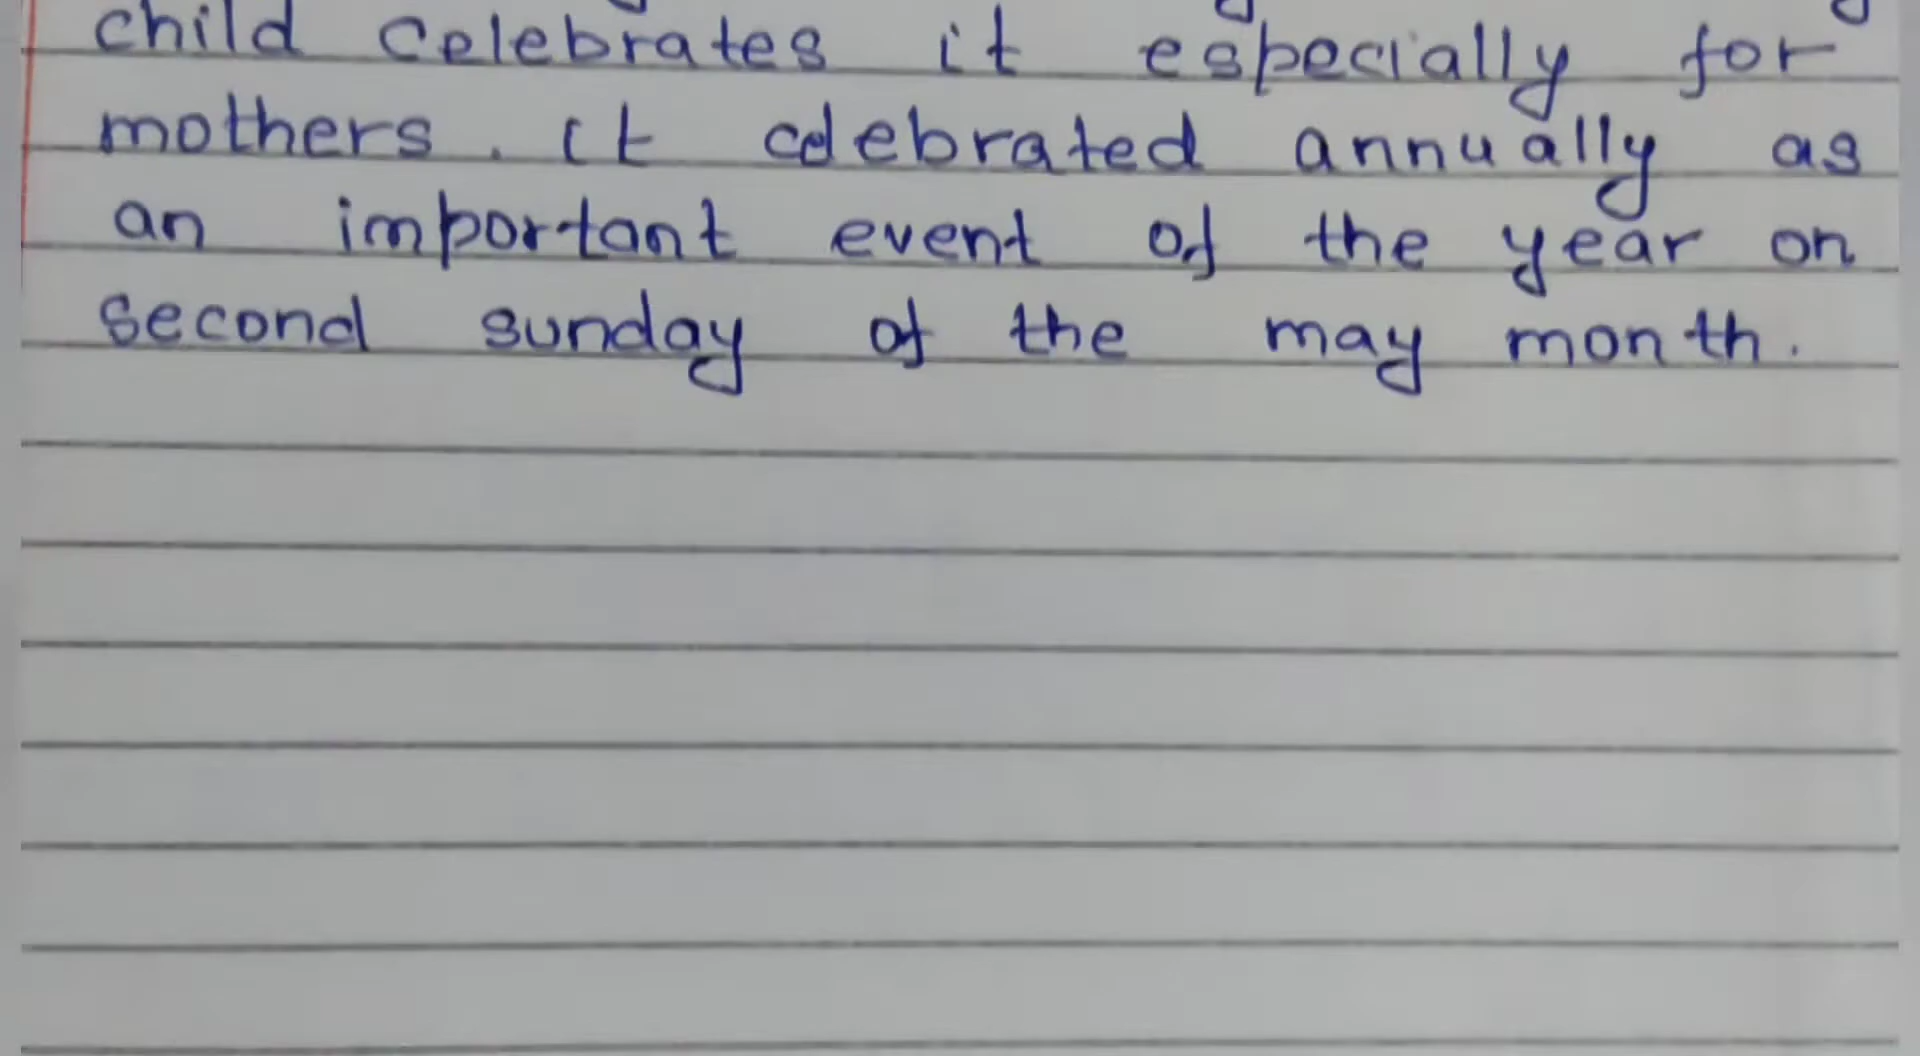 child celebrates it especially for
mothers. it celebrated annually as
an important event of the year on
second sunday of the may month.